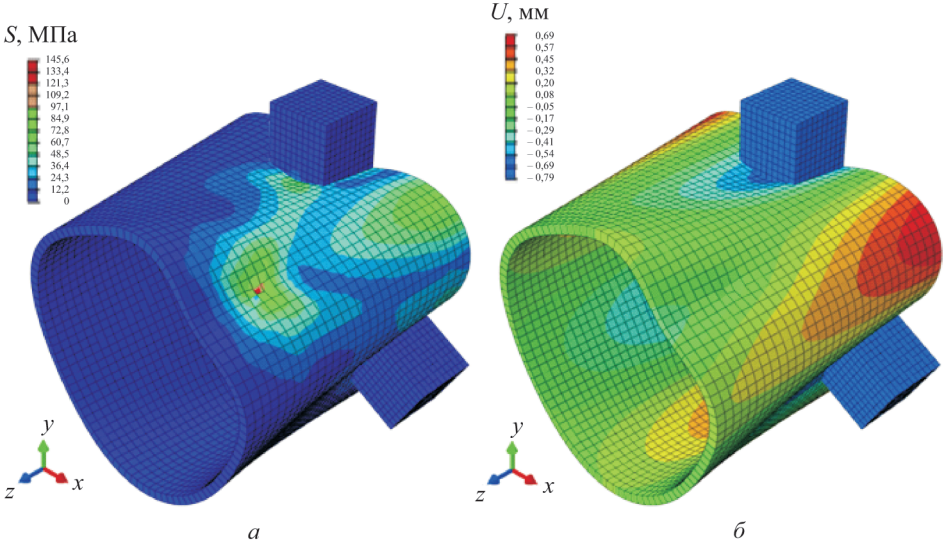 S, МПа
145,6
133,4
121,3
109,2
97,1
84,9
72,8
60,7
48,5
36,4
24,3
12,2
0
y
z
x
а
U, мм
0,69
0,57
0,45
0,32
0,20
0,08
– 0,05
– 0,17
– 0,29
– 0,41
– 0,54
– 0,69
– 0,79
y
z
x
б